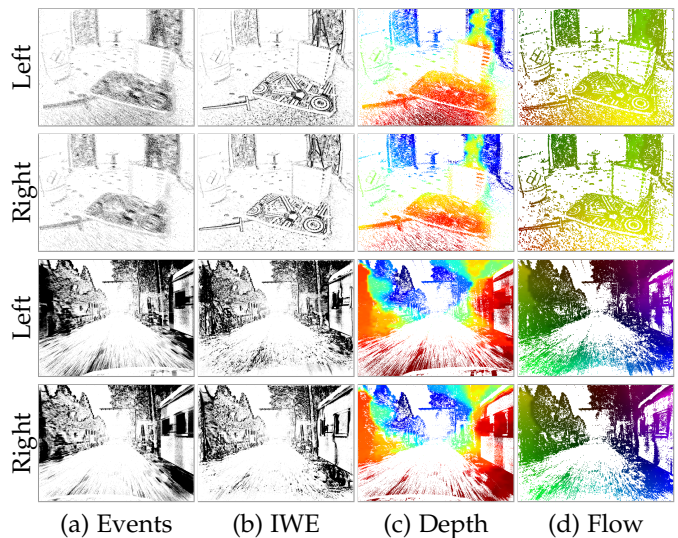 Left
Right
Left
Right
(a) Events
(b) IWE
(c) Depth
(d) Flow